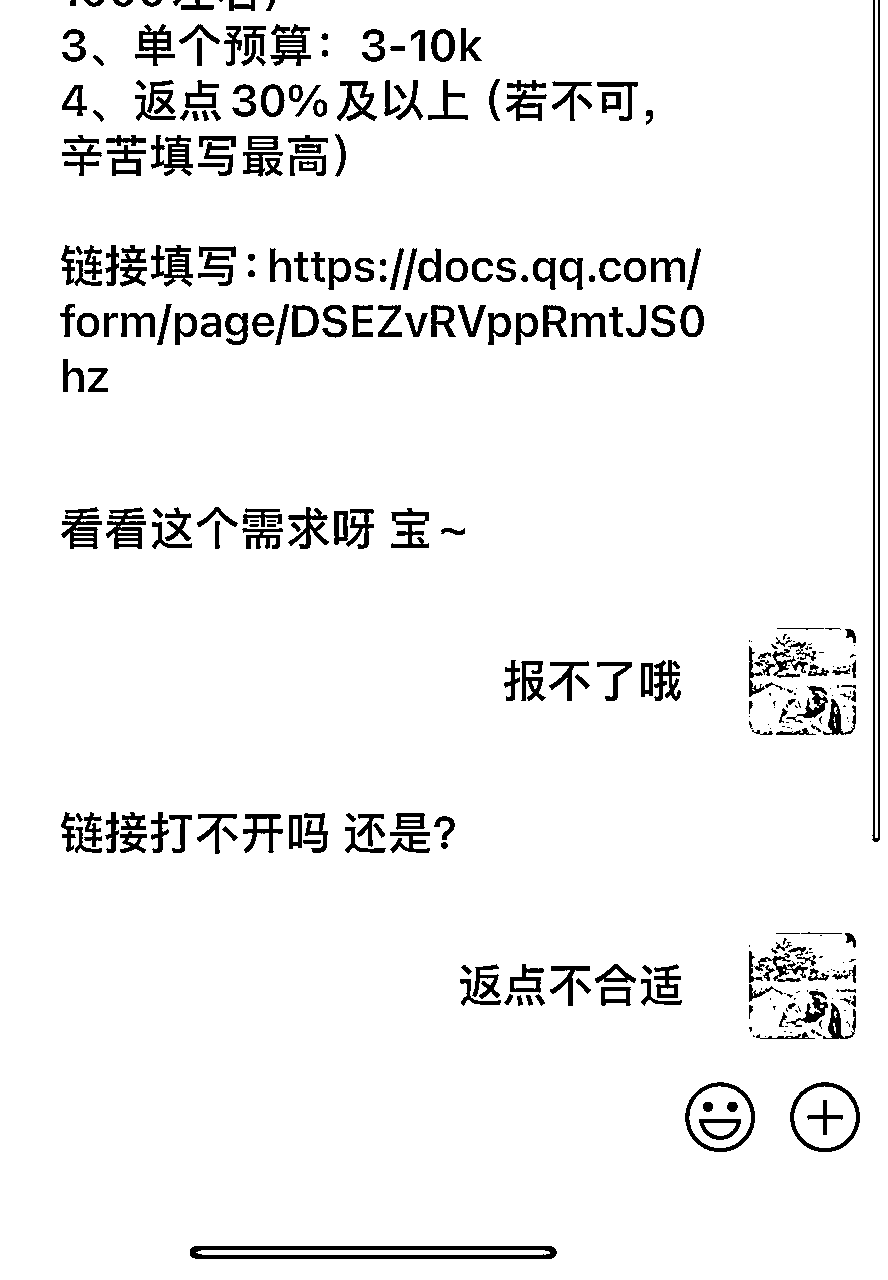 3、单个预算：3-10k
4、返点30%及以上（若不可，
辛苦填写最高）
链接填写：https://docs.qq.com/
form/page/DSEZvRVppRmtJS0
hz
看看这个需求呀 宝~
报不了哦
链接打不开吗 还是?
返点不合适